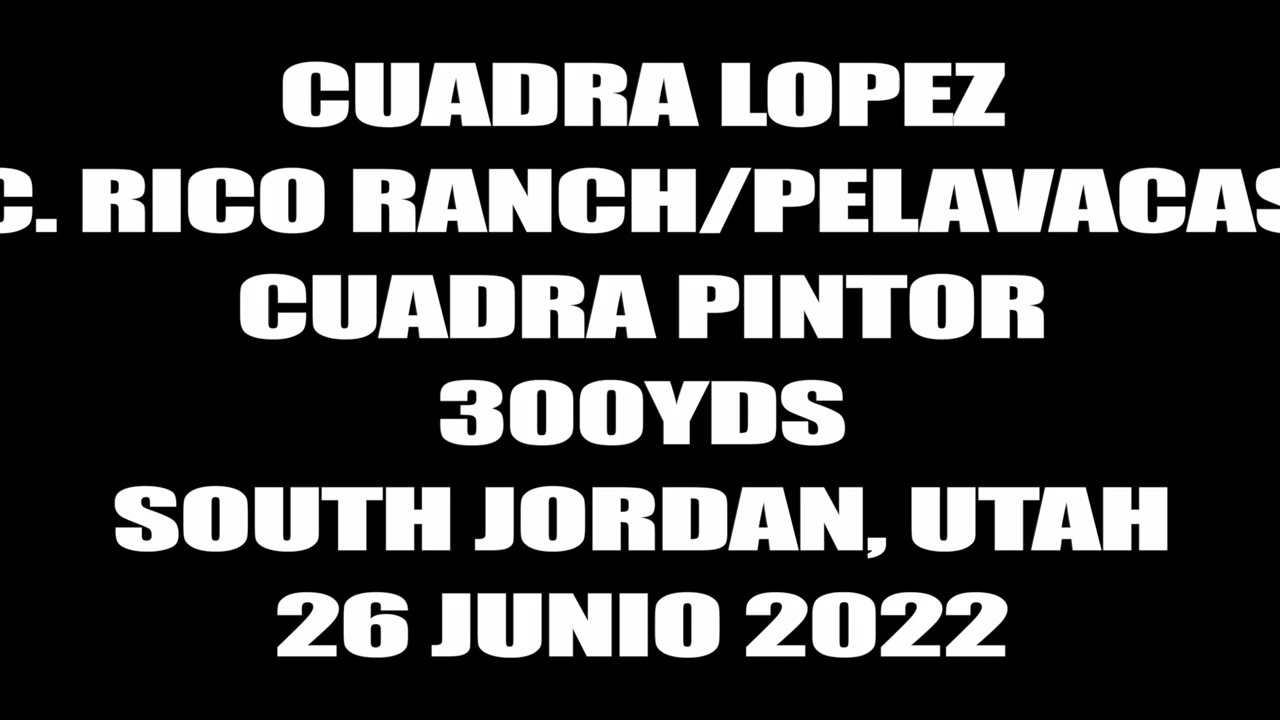 CUADRA LOPEZ
C. RICO RANCH/PELAVACAS
CUADRA PINTOR
300YDS
SOUTH JORDAN, UTAH
26 JUNIO 2022